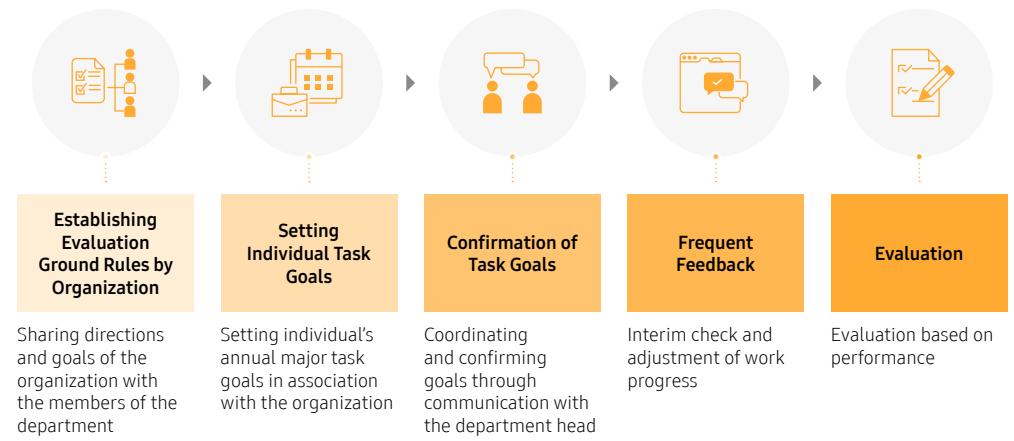 Establishing
Evaluation
Ground Rules by
Organization
Sharing directions
and goals of the
organization with
the members of the
department
Setting
Individual Task
Goals
Setting individual's
annual major task
goals in association
with the organization
Confirmation of
Task Goals
Coordinating
and confirming
goals through
communication with
the department head
Frequent
Feedback
Interim check and
adjustment of work
progress
Evaluation
Evaluation based on
performance